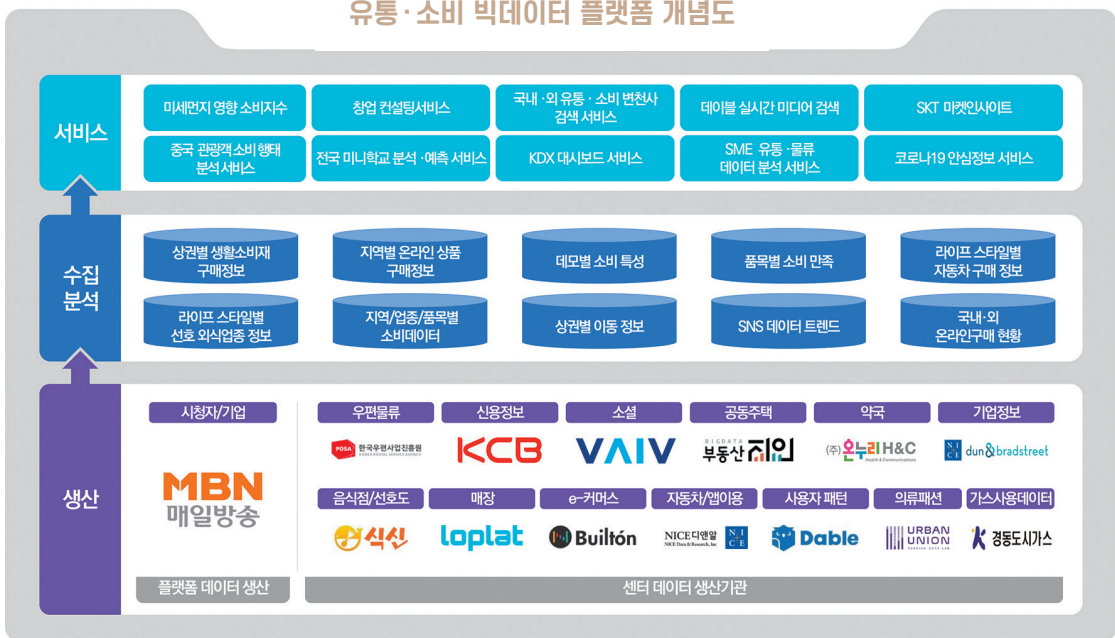 유통·소비 빅데이터 플랫폼 개념도
서비스
미세먼지 영향 소비지수
창업 컨설팅서비스
국내·외 유통·소비 변천사
검색 서비스
데이블 실시간 미디어 검색
SKT 마켓인사이트
중국 관광객 소비 행태
분석 서비스
전국 미니학교 분석·예측 서비스
KDX 대시보드 서비스
SME 유통·물류
데이터 분석 서비스
코로나19 안심정보 서비스
수집
분석
상권별 생활소비재
구매정보
지역별 온라인 상품
구매정보
데모별 소비 특성
품목별 소비 만족
라이프 스타일별
자동차 구매 정보
라이프 스타일별
선호 외식업종 정보
지역/업종/품목별
소비데이터
상권별 이동 정보
SNS 데이터 트렌드
국내·외
온라인구매 현황
생산
시청자/기업
MBN
매일방송
플랫폼 데이터 생산
우편물류
신용정보
소셜
공동주택
약국
기업정보
POSA 한국우편사업진흥원
KOREA POSTAL SERVICE AGENCY
KCB
VAIV
BIGDATA
부동산 지인
(주)온누리H&C
Health & Communications
NICE dun & bradstreet
음식점/선호도
매장
e-커머스
자동차/앱이용
사용자 패턴
의류패션
가스사용데이터
식신
loplat
Builtón
NICE디앤알
NICE Data & Research, Inc
NICE
Dable
URBAN
UNION
FASHION ARTS LAB
경동도시가스
센터 데이터 생산기관